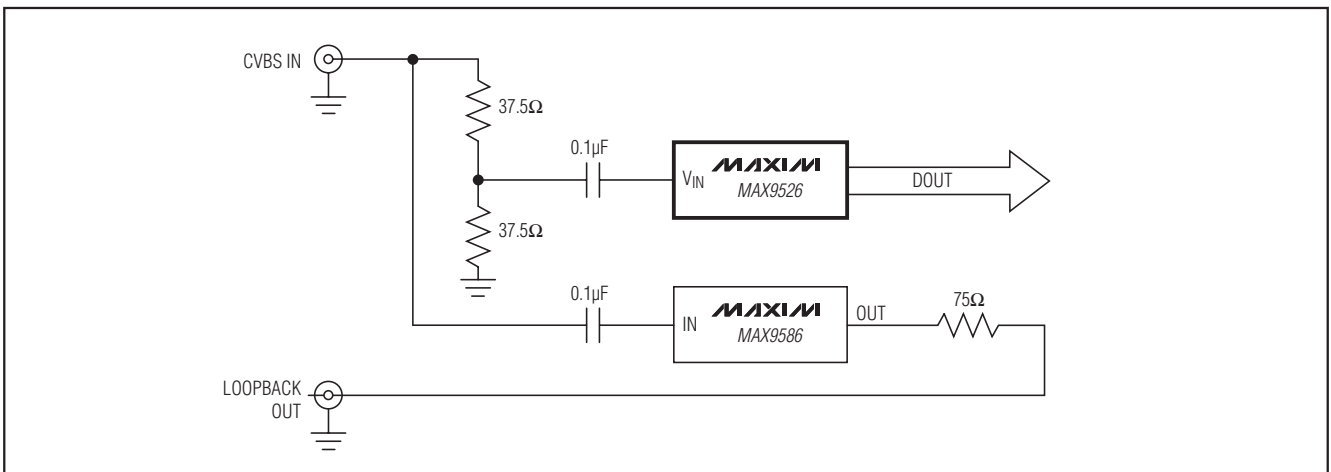 CVBS IN
37.5Ω
0.1µF
MAXIM
VIN
MAX9526
DOUT
37.5Ω
0.1µF
MAXIM
IN
MAX9586
OUT
75Ω
LOOPBACK
OUT